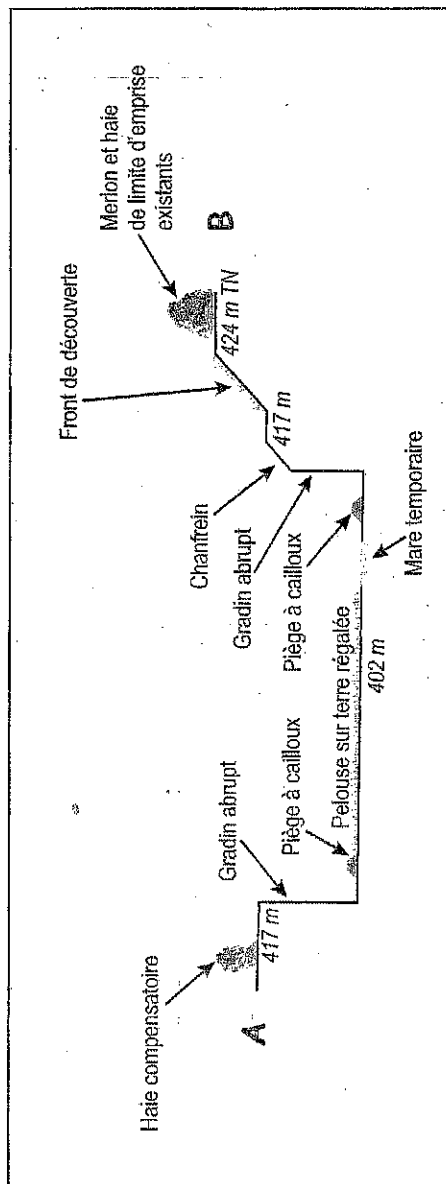 Haie compensatoire
A
417 m
Gradin abrupt
Piège à cailloux
Pelouse sur terre régalée
402 m
Mare temporaire
Piège à cailloux
Gradin abrupt
Chanfrein
417 m
Front de découverte
424 m TN
B
Merlon et haie
de limite d'emprise
existants